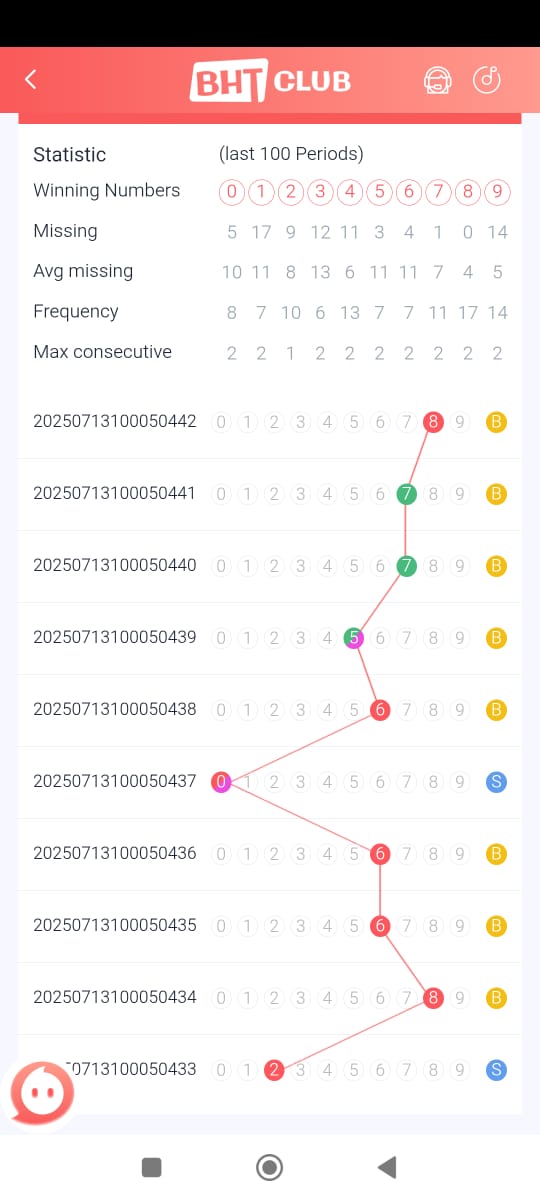 BHT CLUB
Statistic (last 100 Periods)
Winning Numbers 0 1 2 3 4 5 6 7 8 9
Missing 5 17 9 12 11 3 4 1 0 14
Avg missing 10 11 8 13 6 11 11 7 4 5
Frequency 8 7 10 6 13 7 7 11 17 14
Max consecutive 2 2 1 2 2 2 2 2 2 2
20250713100050442 0 1 2 3 4 5 6 7 8 9 B
20250713100050441 0 1 2 3 4 5 6 7 8 9 B
20250713100050440 0 1 2 3 4 5 6 7 8 9 B
20250713100050439 0 1 2 3 4 5 6 7 8 9 B
20250713100050438 0 1 2 3 4 5 6 7 8 9 B
20250713100050437 0 1 2 3 4 5 6 7 8 9 S
20250713100050436 0 1 2 3 4 5 6 7 8 9 B
20250713100050435 0 1 2 3 4 5 6 7 8 9 B
20250713100050434 0 1 2 3 4 5 6 7 8 9 B
0713100050433 0 1 2 3 4 5 6 7 8 9 S